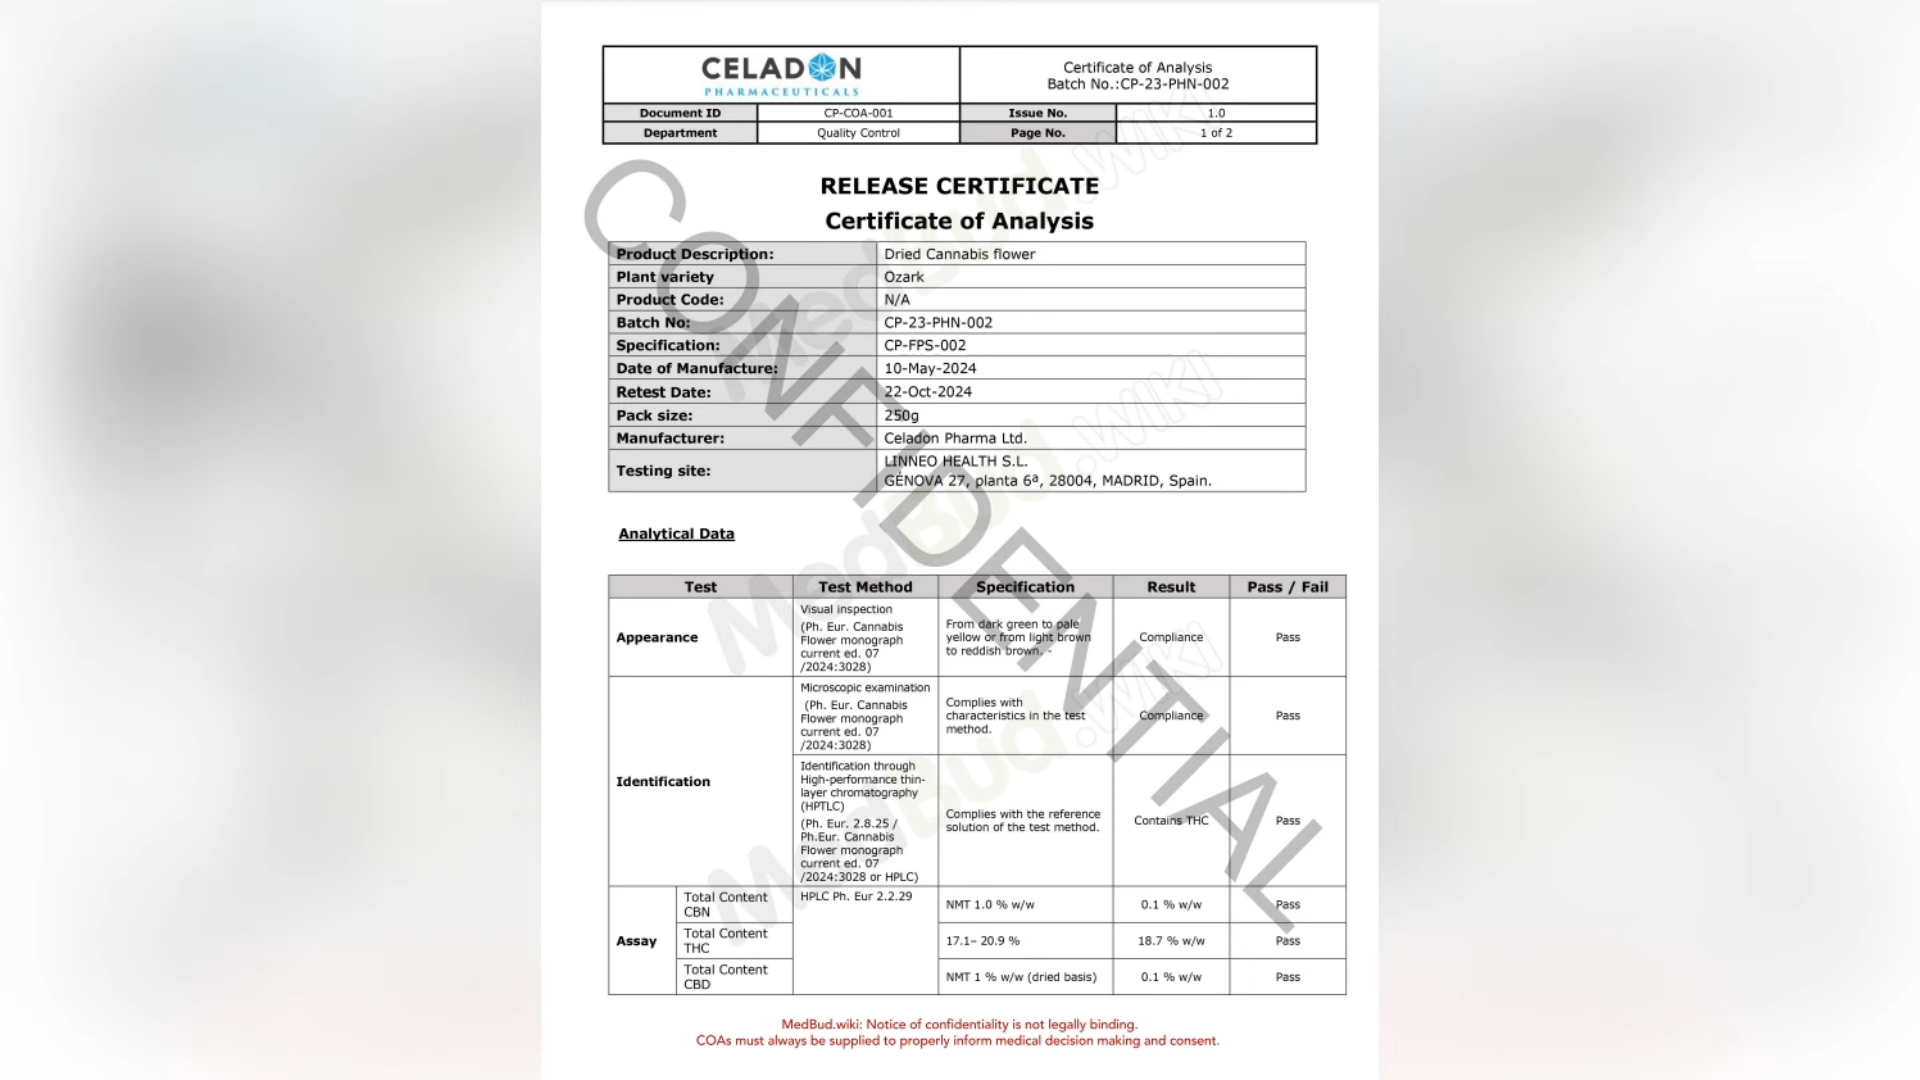 CELADON
PHARMACEUTICALS
Certificate of Analysis
Batch No.:CP-23-PHN-002
Document ID CP-COA-001 Issue No. 1.0
Department Quality Control Page No. 1 of 2
RELEASE CERTIFICATE
Certificate of Analysis
Product Description: Dried Cannabis flower
Plant variety Ozark
Product Code: N/A
Batch No: CP-23-PHN-002
Specification: CP-FPS-002
Date of Manufacture: 10-May-2024
Retest Date: 22-Oct-2024
Pack size: 250g
Manufacturer: Celadon Pharma Ltd.
Testing site: LINNEO HEALTH S.L.
GÉNOVA 27, planta 6ª, 28004, MADRID, Spain.
Analytical Data
Test Test Method Specification Result Pass / Fail
Appearance
Visual inspection
(Ph. Eur. Cannabis
Flower monograph
current ed. 07
/2024:3028)
From dark green to pale
yellow or from light brown
to reddish brown. -
Compliance
Pass
Identification
Microscopic examination
(Ph. Eur. Cannabis
Flower monograph
current ed. 07
/2024:3028)
Complies with
characteristics in the test
method.
Compliance
Pass
Identification through
High-performance thin-
layer chromatography
(HPTLC)
(Ph. Eur. 2.8.25 /
Ph.Eur. Cannabis
Flower monograph
current ed. 07
/2024:3028 or HPLC)
Complies with the reference
solution of the test method.
Contains THC
Pass
Assay
Total Content
CBN
HPLC Ph. Eur 2.2.29
NMT 1.0 % w/w
0.1 % w/w
Pass
Total Content
THC
17.1– 20.9 %
18.7 % w/w
Pass
Total Content
CBD
NMT 1 % w/w (dried basis)
0.1 % w/w
Pass
CONFIDENTIAL
MedBud.WIKI
MedBud.WIKI
MedBud.WIKI
MedBud.wiki: Notice of confidentiality is not legally binding.
COAs must always be supplied to properly inform medical decision making and consent.